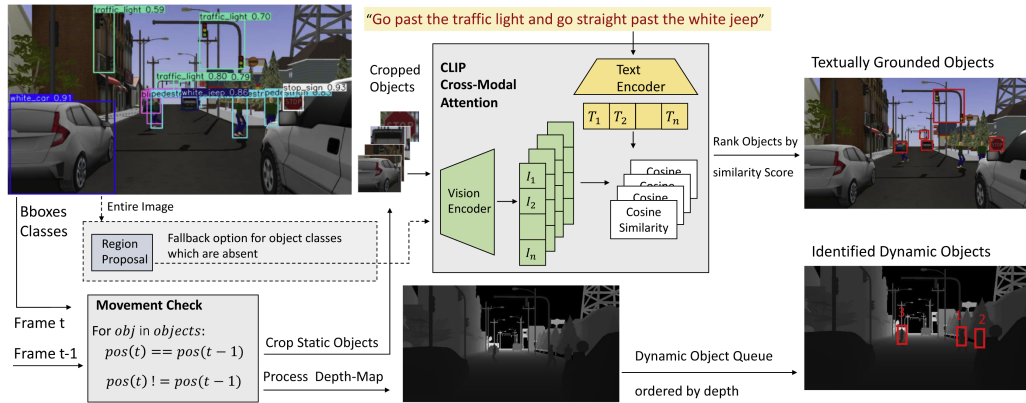 traffic_light 0.59
traffic_light 0.70
traffic_light 0.80
0.79
white_car 0.91
white_jeep 0.86
stop_sign 0.93
STOP
"Go past the traffic light and go straight past the white jeep"
Cropped
Objects
CLIP
Cross-Modal
Attention
Text
Encoder
T1 T2 Tn
Vision
Encoder
I1
I2
In
Cosine
Cosine
Cosine
Cosine
Similarity
Rank Objects by
similarity Score
Textually Grounded Objects
Entire Image
Bboxes
Classes
Region
Proposal
Fallback option for object classes
which are absent
Frame t
Frame t-1
Movement Check
For obj in objects:
pos(t) == pos(t − 1)
pos(t) ! = pos(t − 1)
Crop Static Objects
Process Depth-Map
Dynamic Object Queue
ordered by depth
Identified Dynamic Objects
3
1
2